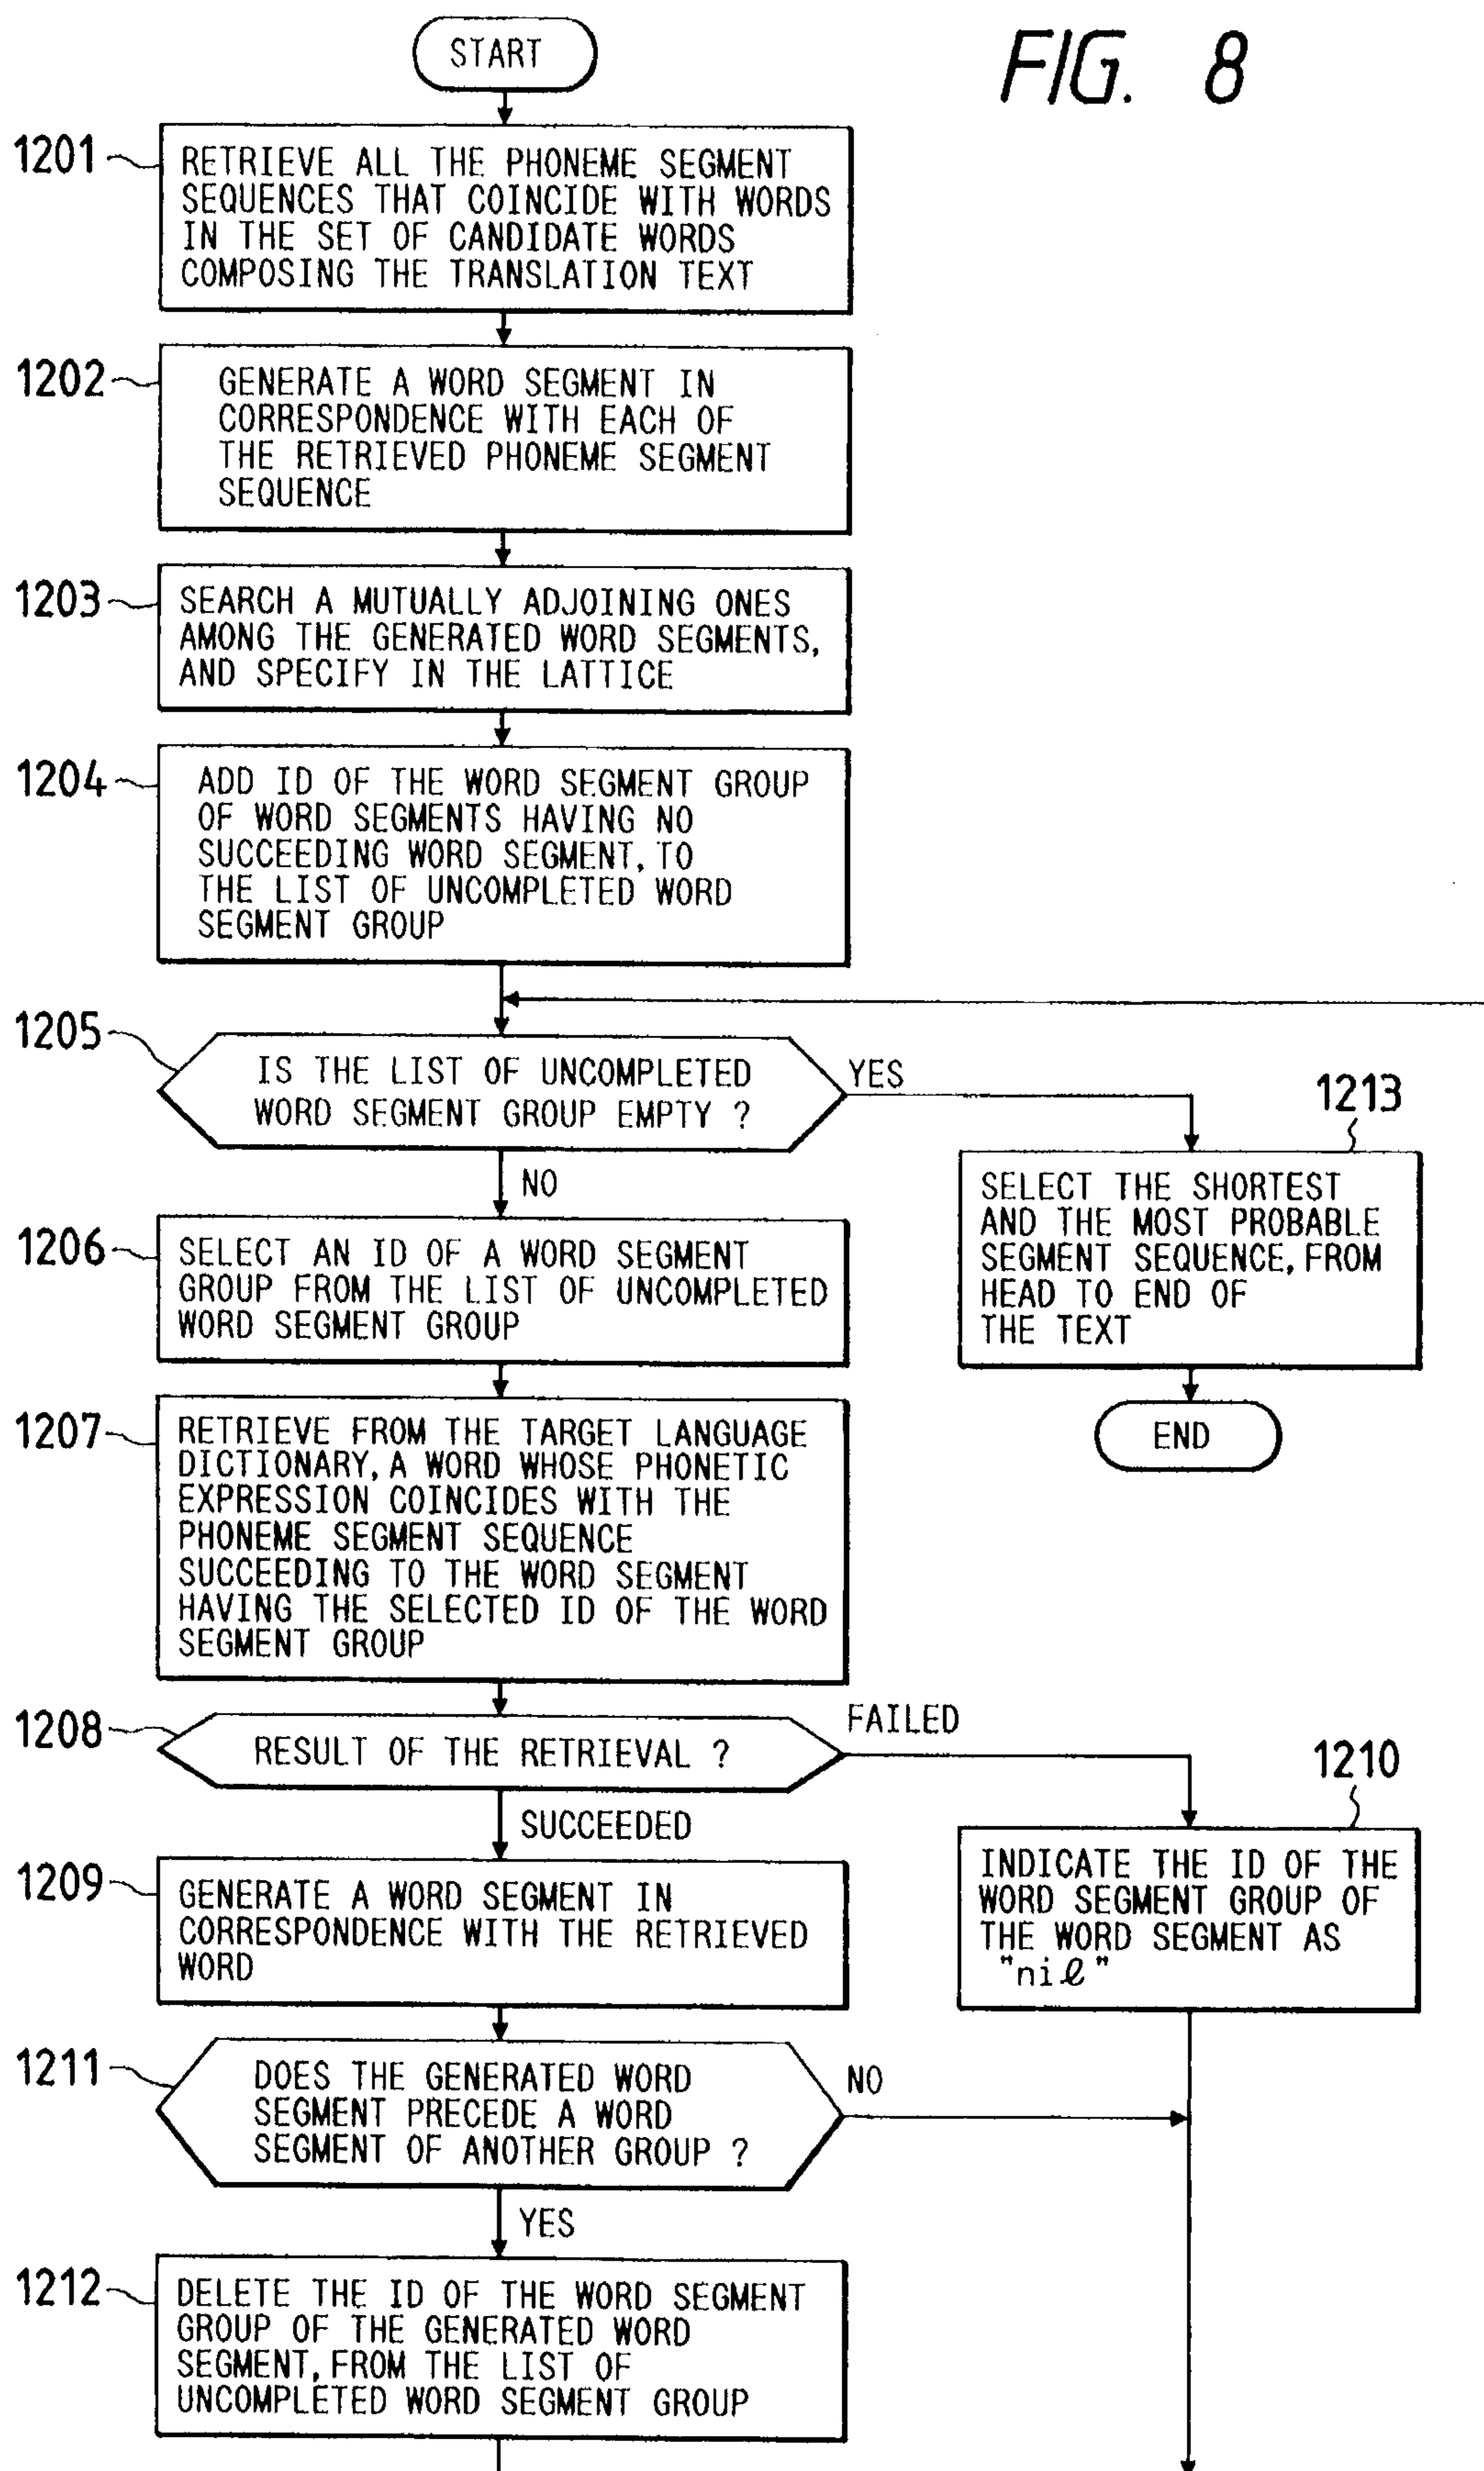 START
FIG. 8
1201
RETRIEVE ALL THE PHONEME SEGMENT
SEQUENCES THAT COINCIDE WITH WORDS
IN THE SET OF CANDIDATE WORDS
COMPOSING THE TRANSLATION TEXT
1202
GENERATE A WORD SEGMENT IN
CORRESPONDENCE WITH EACH OF
THE RETRIEVED PHONEME SEGMENT
SEQUENCE
1203
SEARCH A MUTUALLY ADJOINING ONES
AMONG THE GENERATED WORD SEGMENTS,
AND SPECIFY IN THE LATTICE
1204
ADD ID OF THE WORD SEGMENT GROUP
OF WORD SEGMENTS HAVING NO
SUCCEEDING WORD SEGMENT, TO
THE LIST OF UNCOMPLETED WORD
SEGMENT GROUP
1205
IS THE LIST OF UNCOMPLETED
WORD SEGMENT GROUP EMPTY ?
YES
NO
1213
SELECT THE SHORTEST
AND THE MOST PROBABLE
SEGMENT SEQUENCE, FROM
HEAD TO END OF
THE TEXT
END
1206
SELECT AN ID OF A WORD SEGMENT
GROUP FROM THE LIST OF UNCOMPLETED
WORD SEGMENT GROUP
1207
RETRIEVE FROM THE TARGET LANGUAGE
DICTIONARY, A WORD WHOSE PHONETIC
EXPRESSION COINCIDES WITH THE
PHONEME SEGMENT SEQUENCE
SUCCEEDING TO THE WORD SEGMENT
HAVING THE SELECTED ID OF THE WORD
SEGMENT GROUP
1208
RESULT OF THE RETRIEVAL ?
FAILED
SUCCEEDED
1210
INDICATE THE ID OF THE
WORD SEGMENT GROUP OF
THE WORD SEGMENT AS
"nil"
1209
GENERATE A WORD SEGMENT IN
CORRESPONDENCE WITH THE RETRIEVED
WORD
1211
DOES THE GENERATED WORD
SEGMENT PRECEDE A WORD
SEGMENT OF ANOTHER GROUP ?
NO
YES
1212
DELETE THE ID OF THE WORD SEGMENT
GROUP OF THE GENERATED WORD
SEGMENT, FROM THE LIST OF
UNCOMPLETED WORD SEGMENT GROUP